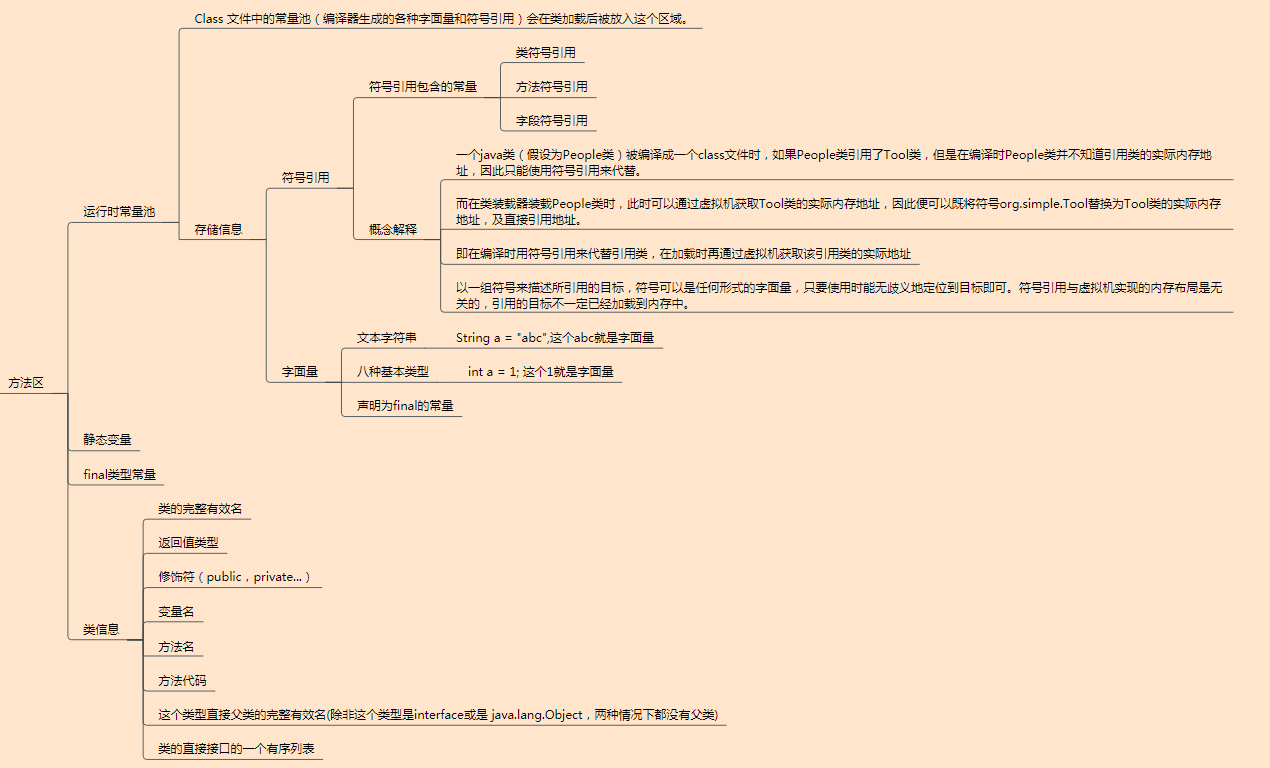 Class 文件中的常量池（编译器生成的各种字面量和符号引用）会在类加载后被放入这个区域。
类符号引用
符号引用包含的常量
方法符号引用
字段符号引用
一个java类（假设为People类）被编译成一个class文件时，如果People类引用了Tool类，但是在编译时People类并不知道引用类的实际内存地
址，因此只能使用符号引用来代替。
符号引用
而在类装载器装载People类时，此时可以通过虚拟机获取Tool类的实际内存地址，因此便可以既将符号org.simple.Tool替换为Tool类的实际内存
地址，及直接引用地址。
运行时常量池
存储信息
概念解释
即在编译时用符号引用来代替引用类，在加载时再通过虚拟机获取该引用类的实际地址
以一组符号来描述所引用的目标，符号可以是任何形式的字面量，只要使用时能无歧义地定位到目标即可。符号引用与虚拟机实现的内存布局是无
关的，引用的目标不一定已经加载到内存中。
文本字符串
String a = "abc",这个abc就是字面量
字面量
八种基本类型
int a = 1; 这个1就是字面量
方法区
声明为final的常量
静态变量
final类型常量
类的完整有效名
返回值类型
修饰符（public，private...）
变量名
类信息
方法名
方法代码
这个类型直接父类的完整有效名(除非这个类型是interface或是 java.lang.Object，两种情况下都没有父类)
类的直接接口的一个有序列表